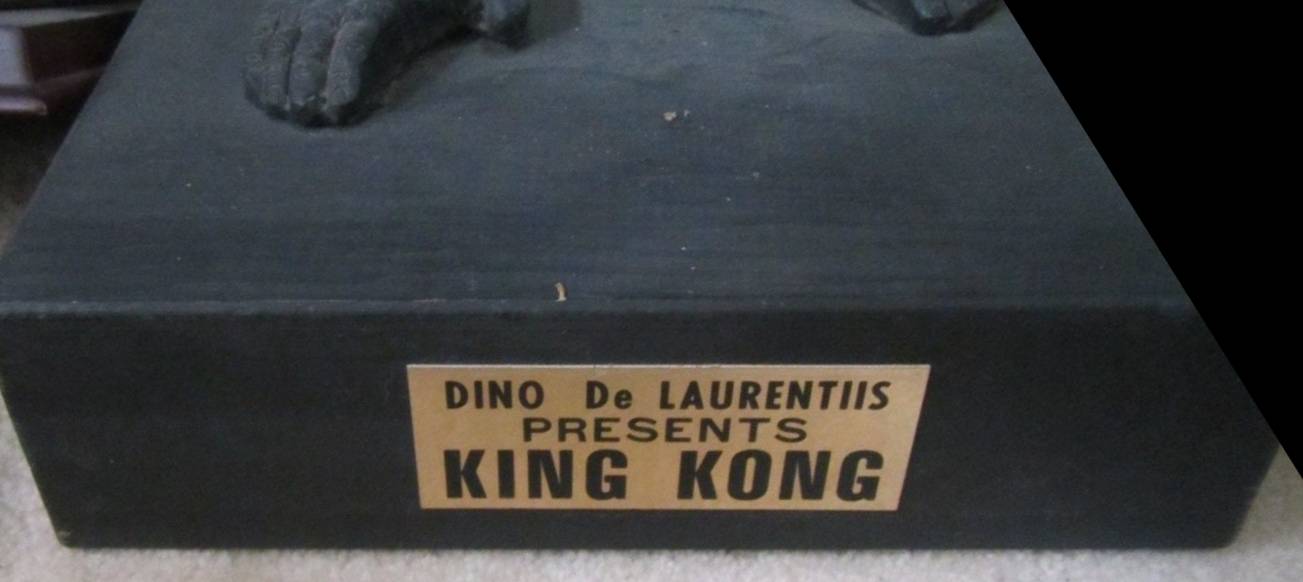 DINO De LAURENTIIS
PRESENTS
KING KONG